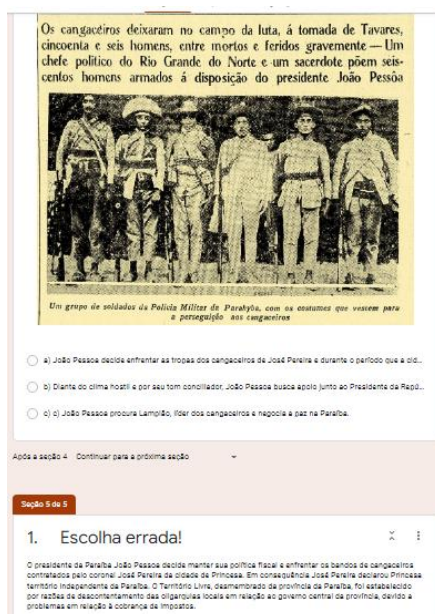 Os cangacéiros deixaram no campo da luta, á tomada de Tavares,
cincoenta e seis homens, entre mortos e feridos gravemente — Um
chefe politico do Rio Grande do Norte e um sacerdote põem seis-
centos homens armados á disposição do presidente João Pessôa
Um grupo de soldados da Policia Militar da Parahyba, com os costumes que vestem para
a perseguição aos cangaceiros
a) João Pessoa decide enfrentar as tropas dos cangaceiros de José Pereira e durante o período que a cid...
b) Diante do clima hostil e por seu tom conciliador, João Pessoa busca apoio junto ao Presidente da Repú...
c) c) João Pessoa procura Lampião, líder dos cangaceiros e negocia a paz na Paraíba.
Após a seção 4 Continuar para a próxima seção
Seção 5 de 5
1. Escolha errada!
O presidente da Paraíba João Pessoa decide manter sua política fiscal e enfrentar os bandos de cangaceiros
contratados pelo coronel José Pereira da cidade de Princesa. Em consequência José Pereira declarou Princesa
território independente da Paraíba. O Território Livre, desmembrado da província da Paraíba, foi estabelecido
por razões de descontentamento das oligarquias locais em relação ao governo central da província, devido a
problemas em relação à cobrança de impostos.